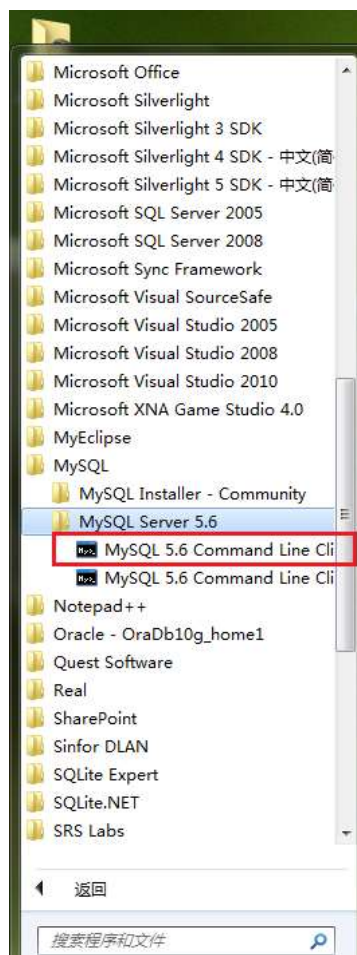 Microsoft Office
Microsoft Silverlight
Microsoft Silverlight 3 SDK
Microsoft Silverlight 4 SDK - 中文(简
Microsoft Silverlight 5 SDK - 中文(简
Microsoft SQL Server 2005
Microsoft SQL Server 2008
Microsoft Sync Framework
Microsoft Visual SourceSafe
Microsoft Visual Studio 2005
Microsoft Visual Studio 2008
Microsoft Visual Studio 2010
Microsoft XNA Game Studio 4.0
MyEclipse
MySQL
MySQL Installer - Community
MySQL Server 5.6
MySQL 5.6 Command Line Cli
MySQL 5.6 Command Line Cli
Notepad++
Oracle - OraDb10g_home1
Quest Software
Real
SharePoint
Sinfor DLAN
SQLite Expert
SQLite.NET
SRS Labs
返回
搜索程序和文件